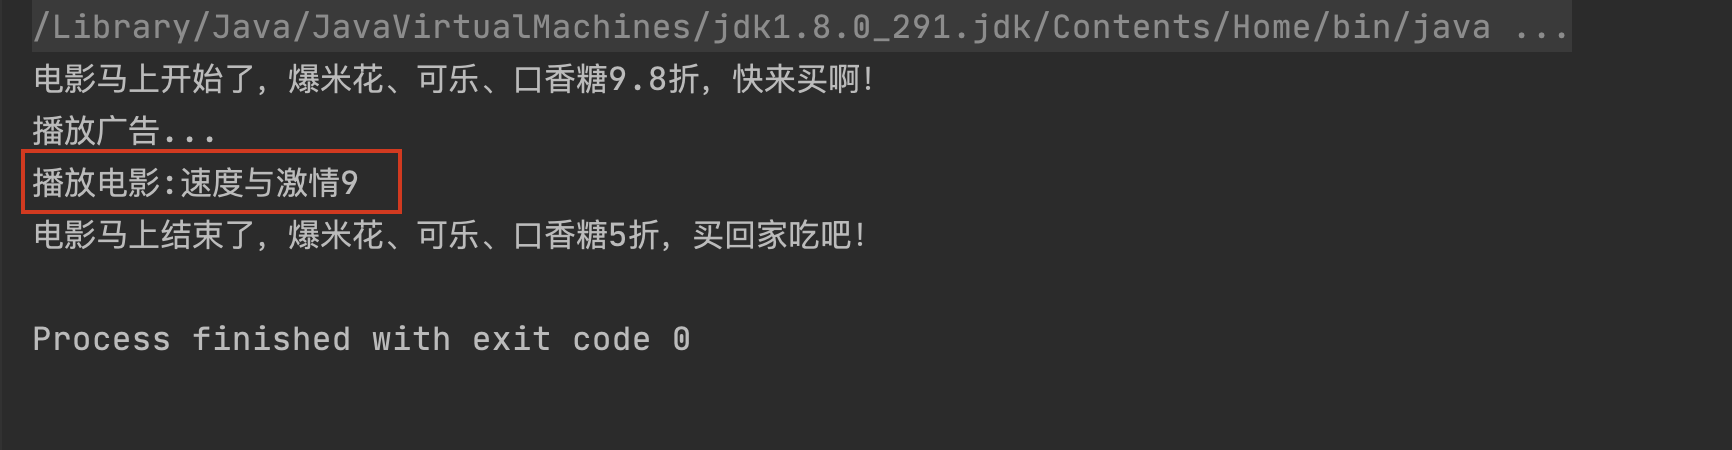 /Library/Java/JavaVirtualMachines/jdk1.8.0_291.jdk/Contents/Home/bin/java ...
电影马上开始了，爆米花、可乐、口香糖9.8折，快来买啊！
播放广告...
播放电影:速度与激情9
电影马上结束了，爆米花、可乐、口香糖5折，买回家吃吧！
Process finished with exit code 0